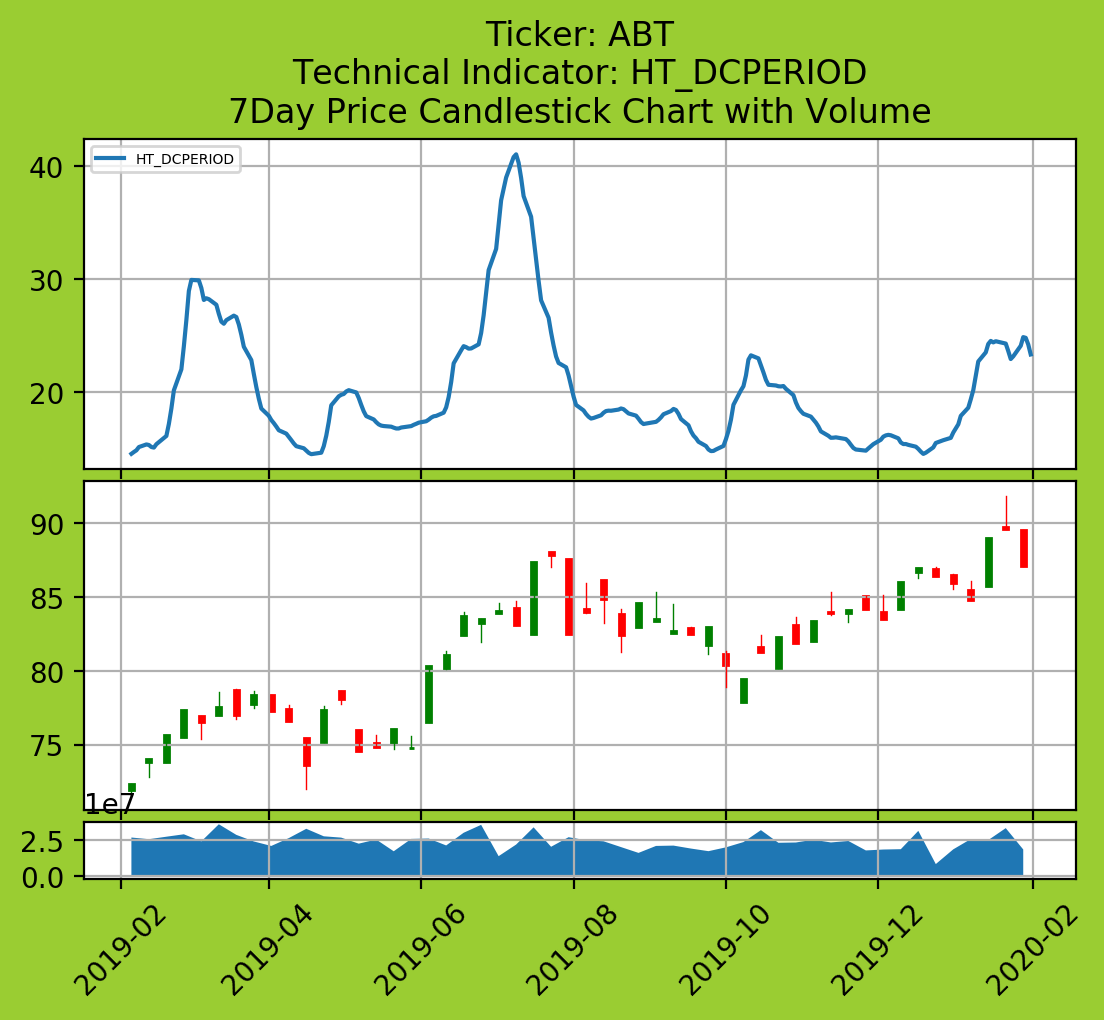 Ticker: ABT
Technical Indicator: HT_DCPERIOD
7Day Price Candlestick Chart with Volume
HT_DCPERIOD
40
30
20
90
85
80
75
1e7
2.5
0.0
2019-02 2019-04 2019-06 2019-08 2019-10 2019-12 2020-02